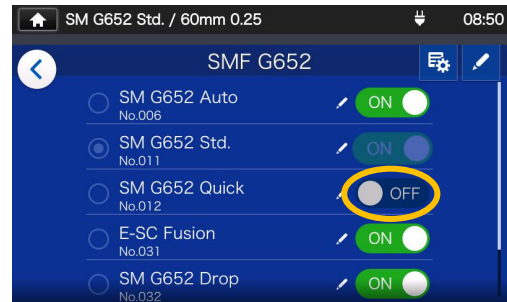 SM G652 Std. / 60mm 0.25 08:50
SMF G652
SM G652 Auto ON
No.006
SM G652 Std. ON
No.011
SM G652 Quick OFF
No.012
E-SC Fusion ON
No.031
SM G652 Drop ON
No.032